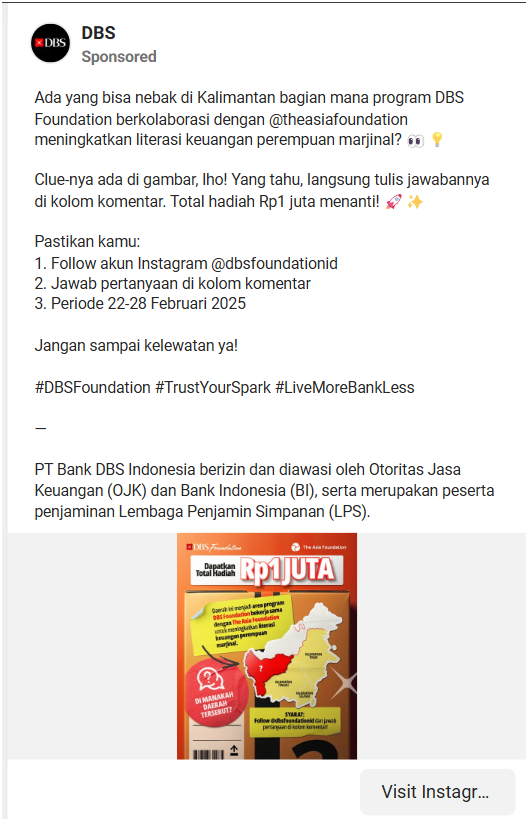 DBS
DBS
Sponsored
Ada yang bisa nebak di Kalimantan bagian mana program DBS
Foundation berkolaborasi dengan @theasiafoundation
meningkatkan literasi keuangan perempuan marjinal? 👀 💡
Clue-nya ada di gambar, lho! Yang tahu, langsung tulis jawabannya
di kolom komentar. Total hadiah Rp1 juta menanti! 🚀 ✨
Pastikan kamu:
1. Follow akun Instagram @dbsfoundationid
2. Jawab pertanyaan di kolom komentar
3. Periode 22-28 Februari 2025
Jangan sampai kelewatan ya!
#DBSFoundation #TrustYourSpark #LiveMoreBankLess
—
PT Bank DBS Indonesia berizin dan diawasi oleh Otoritas Jasa
Keuangan (OJK) dan Bank Indonesia (BI), serta merupakan peserta
penjaminan Lembaga Penjamin Simpanan (LPS).
DBS Foundation
The Asia Foundation
Dapatkan
Total Hadiah
Rp1 JUTA
Daerah ini menjadi area program
DBS Foundation bekerja sama
dengan The Asia Foundation
untuk meningkatkan literasi
keuangan perempuan
marjinal.
?
KALIMANTAN
TIMUR
KALIMANTAN
TENGAH
KALIMANTAN
SELATAN
DI MANAKAH
DAERAH
TERSEBUT?
SYARAT:
Follow @dbsfoundationid dan jawab
pertanyaan di kolom komentar!
Visit Instagr...